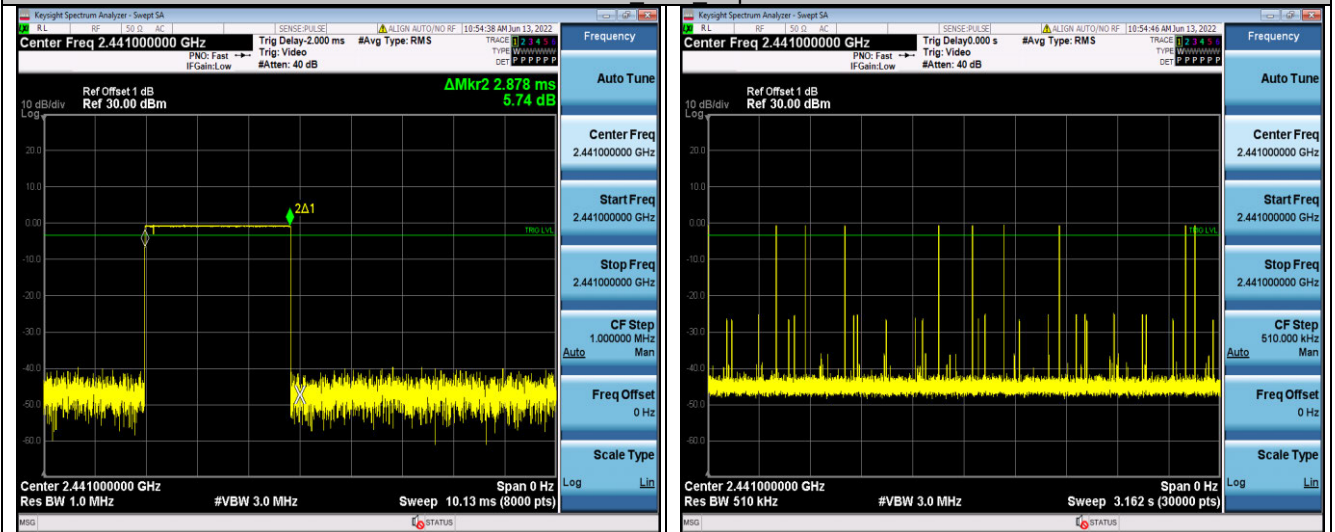 Keysight Spectrum Analyzer - Swept SA
RL RF 50 Ω AC SENSE:PULSE ALIGN AUTO/NO RF 10:54:38 AM Jun 13, 2022
Center Freq 2.441000000 GHz
PNO: Fast
IFGain:Low
Trig Delay-2.000 ms
Trig: Video
#Atten: 40 dB
#Avg Type: RMS
TRACE 1 2 3 4 5 6
TYPE WWWWWW
DET P P P P P P
ΔMkr2 2.878 ms
5.74 dB
Ref Offset 1 dB
10 dB/div Ref 30.00 dBm
Log
20.0
10.0
0.00
-10.0
-20.0
-30.0
-40.0
-50.0
-60.0
2Δ1
TRIG LVL
Center 2.441000000 GHz Span 0 Hz
Res BW 1.0 MHz #VBW 3.0 MHz Sweep 10.13 ms (8000 pts)
MSG STATUS
Frequency
Auto Tune
Center Freq
2.441000000 GHz
Start Freq
2.441000000 GHz
Stop Freq
2.441000000 GHz
CF Step
1.000000 MHz
Auto Man
Freq Offset
0 Hz
Scale Type
Log Lin
Keysight Spectrum Analyzer - Swept SA
RL RF 50 Ω AC SENSE:PULSE ALIGN AUTO/NO RF 10:54:46 AM Jun 13, 2022
Center Freq 2.441000000 GHz
PNO: Fast
IFGain:Low
Trig Delay0.000 s
Trig: Video
#Atten: 40 dB
#Avg Type: RMS
TRACE 1 2 3 4 5 6
TYPE WWWWWW
DET P P P P P P
Ref Offset 1 dB
10 dB/div Ref 30.00 dBm
Log
20.0
10.0
0.00
-10.0
-20.0
-30.0
-40.0
-50.0
-60.0
TRIG LVL
Center 2.441000000 GHz Span 0 Hz
Res BW 510 kHz #VBW 3.0 MHz Sweep 3.162 s (30000 pts)
MSG STATUS
Frequency
Auto Tune
Center Freq
2.441000000 GHz
Start Freq
2.441000000 GHz
Stop Freq
2.441000000 GHz
CF Step
510.000 kHz
Auto Man
Freq Offset
0 Hz
Scale Type
Log Lin